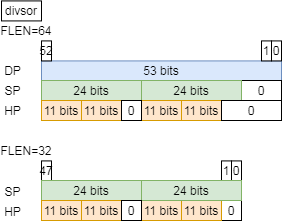 divsor
FLEN=64
52 1 0
DP 53 bits
SP 24 bits 24 bits 0
HP 11 bits 11 bits 0 11 bits 11 bits 0
FLEN=32
47 1 0
SP 24 bits 24 bits
HP 11 bits 11 bits 0 11 bits 11 bits 0